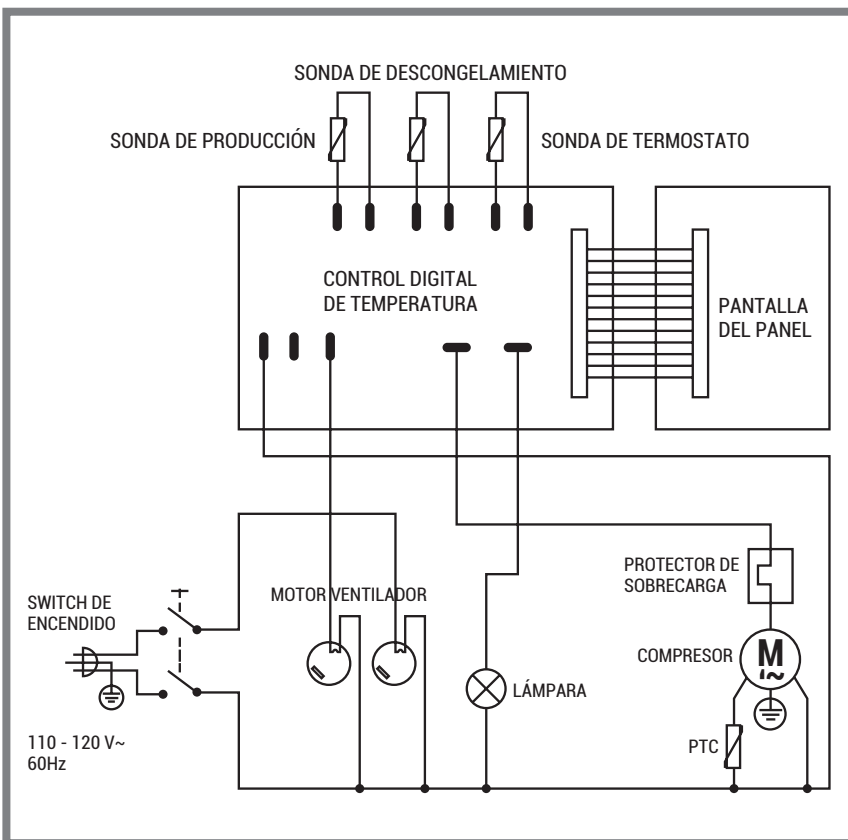 SONDA DE DESCONGELAMIENTO
SONDA DE PRODUCCIÓN
SONDA DE TERMOSTATO
CONTROL DIGITAL
DE TEMPERATURA
PANTALLA
DEL PANEL
SWITCH DE
ENCENDIDO
MOTOR VENTILADOR
PROTECTOR DE
SOBRECARGA
COMPRESOR
M
LÁMPARA
PTC
110 - 120 V~
60Hz